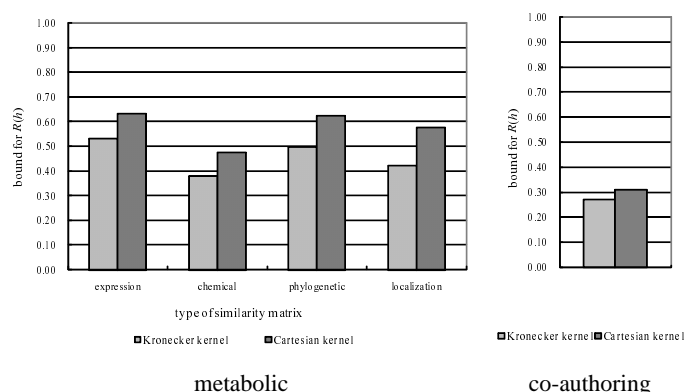 1.00
0.90
0.80
0.70
0.60
0.50
0.40
0.30
0.20
0.10
0.00
bound for R(h)
expression chemical phylogenetic localization
type of similarity matrix
Kronecker kernel Cartesian kernel
metabolic
1.00
0.90
0.80
0.70
0.60
0.50
0.40
0.30
0.20
0.10
0.00
bound for R(h)
Kronecker kernel Cartesian kernel
co-authoring